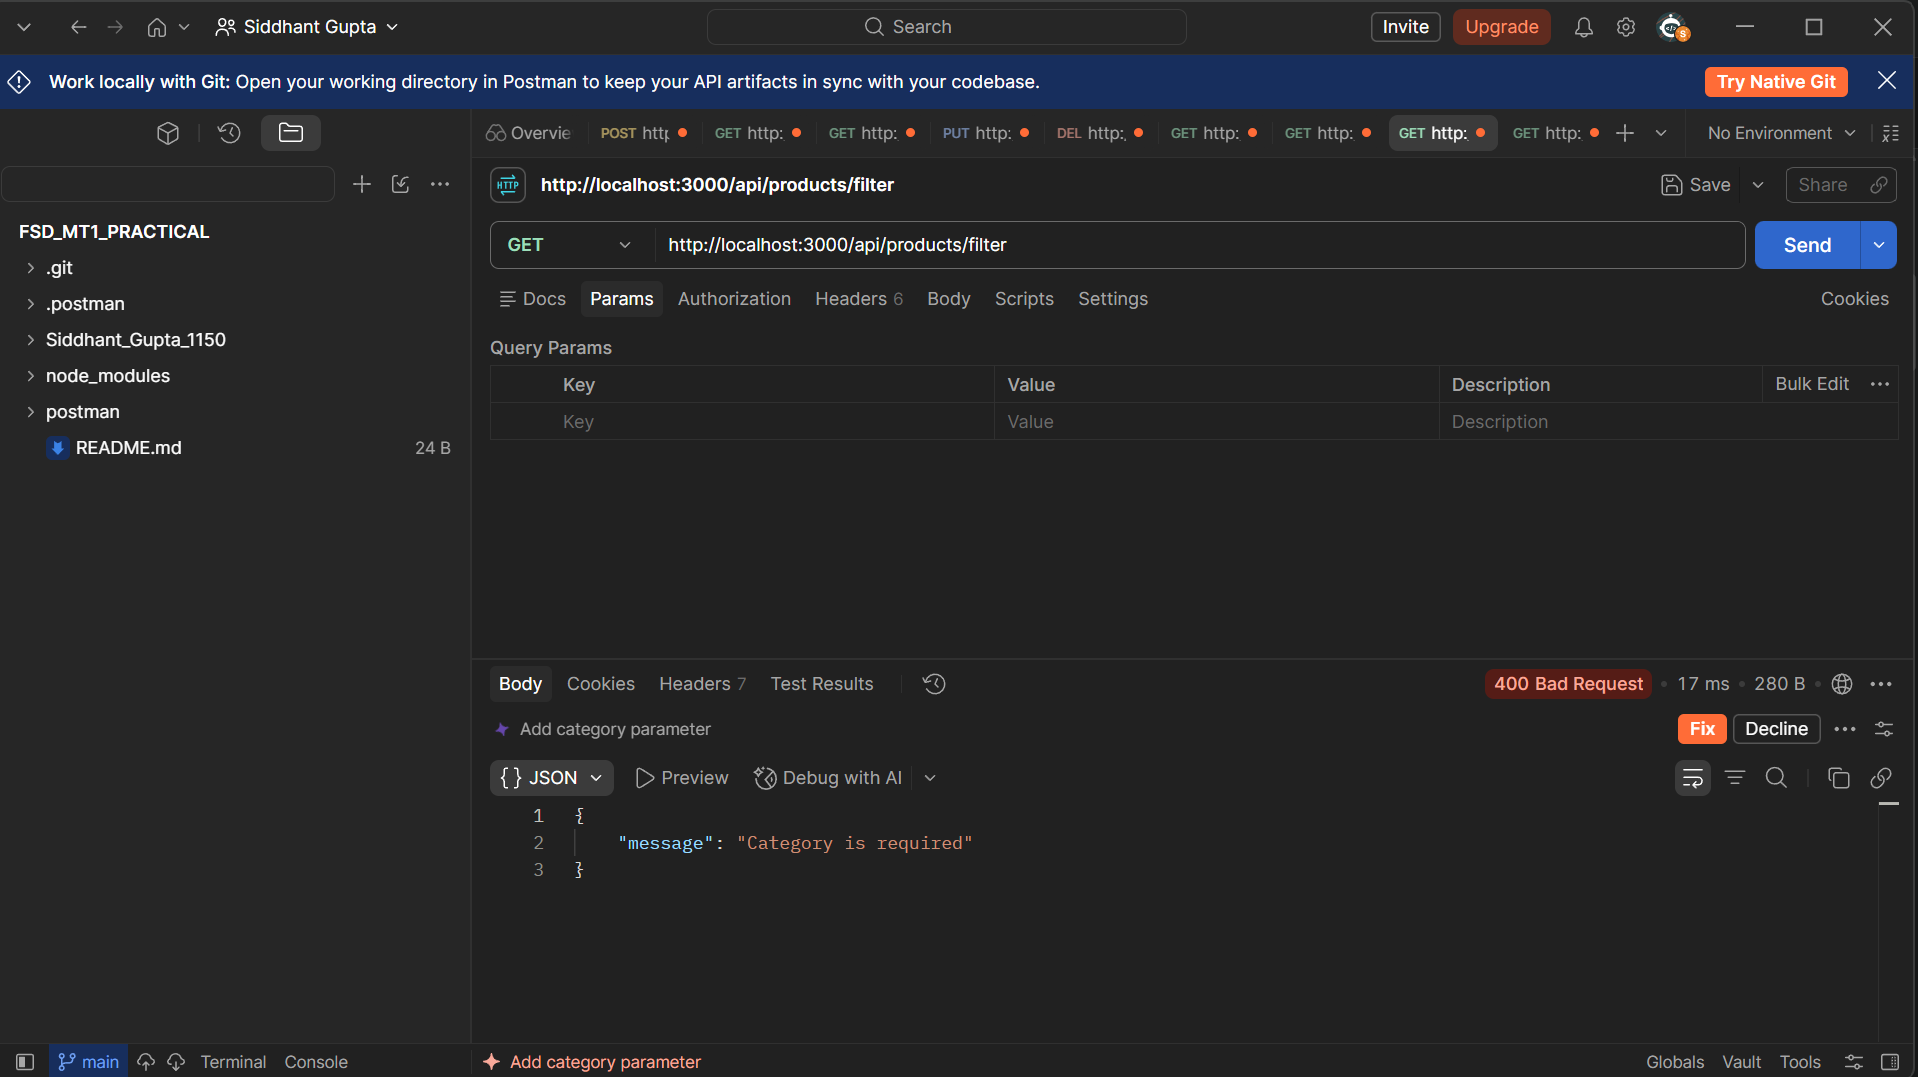 Siddhant Gupta
Search
Invite
Upgrade
Work locally with Git: Open your working directory in Postman to keep your API artifacts in sync with your codebase.
Try Native Git
Overvie
POST http
GET http:
GET http:
PUT http:
DEL http:
GET http:
GET http:
GET http:
GET http:
No Environment
HTTP
http://localhost:3000/api/products/filter
Save
Share
FSD_MT1_PRACTICAL
.git
.postman
Siddhant_Gupta_1150
node_modules
postman
README.md 24 B
GET
http://localhost:3000/api/products/filter
Send
Docs Params Authorization Headers 6 Body Scripts Settings Cookies
Query Params
Key Value Description Bulk Edit
Key Value Description
Body Cookies Headers 7 Test Results
400 Bad Request • 17 ms • 280 B
Add category parameter
Fix Decline
{} JSON Preview Debug with AI
1 {
2 "message": "Category is required"
3 }
main
Terminal Console
Add category parameter
Globals Vault Tools